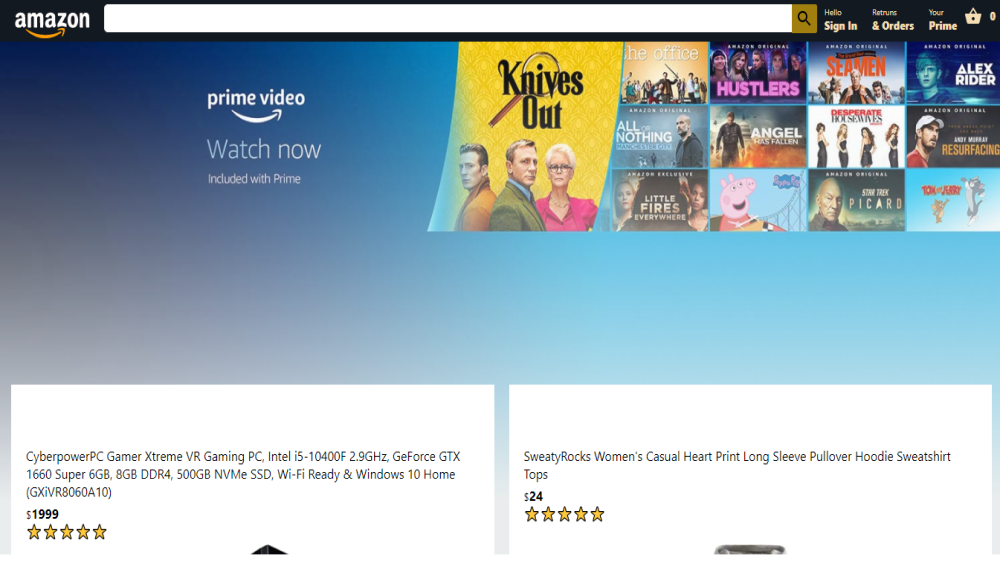 amazon
Hello
Sign In
Retruns
& Orders
Your
Prime
0
prime video
Watch now
Included with Prime
Knives
Out
the office
AMAZON ORIGINAL
HUSTLERS
AMAZON ORIGINAL
SEAMEN
AMAZON ORIGINAL
ALEX
RIDER
AMAZON ORIGINAL
ALL OR
NOTHING
MANCHESTER CITY
ANGEL
HAS FALLEN
DESPERATE
HOUSEWIVES
AMAZON ORIGINAL
ANDY MURRAY
RESURFACING
AMAZON EXCLUSIVE
LITTLE
FIRES
EVERYWHERE
AMAZON ORIGINAL
STAR TREK
PICARD
TOM AND JERRY
CyberpowerPC Gamer Xtreme VR Gaming PC, Intel i5-10400F 2.9GHz, GeForce GTX
1660 Super 6GB, 8GB DDR4, 500GB NVMe SSD, Wi-Fi Ready & Windows 10 Home
(GXiVR8060A10)
$1999
SweatyRocks Women's Casual Heart Print Long Sleeve Pullover Hoodie Sweatshirt
Tops
$24